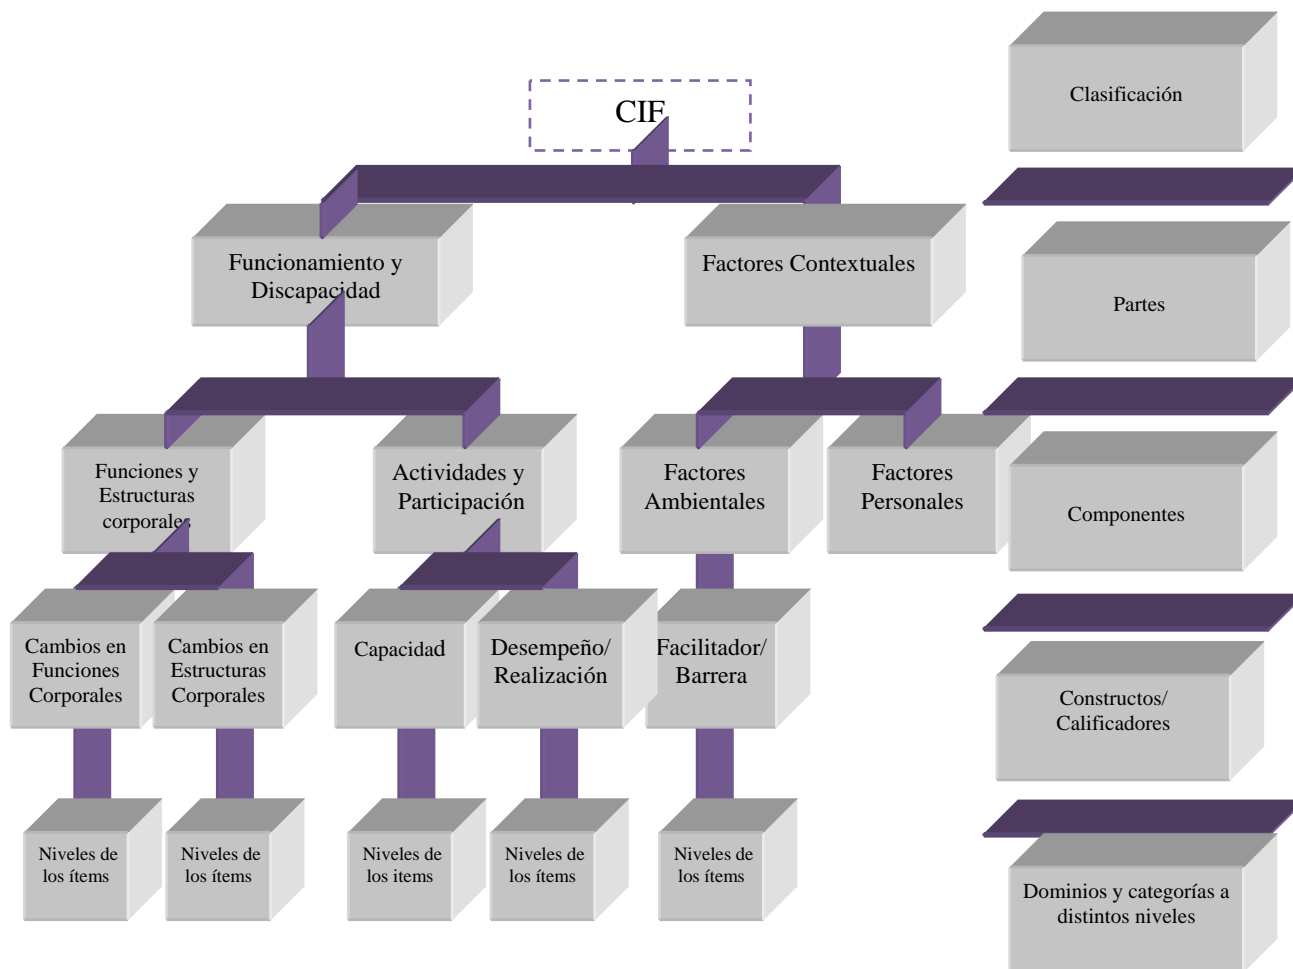 CIF
Clasificación
Funcionamiento y
Discapacidad
Factores Contextuales
Partes
Funciones y
Estructuras
corporales
Actividades y
Participación
Factores
Ambientales
Factores
Personales
Componentes
Cambios en
Funciones
Corporales
Cambios en
Estructuras
Corporales
Capacidad
Desempeño/
Realización
Facilitador/
Barrera
Constructos/
Calificadores
Niveles de
los ítems
Niveles de
los ítems
Niveles de
los items
Niveles de
los ítems
Niveles de
los ítems
Dominios y categorías a
distintos niveles